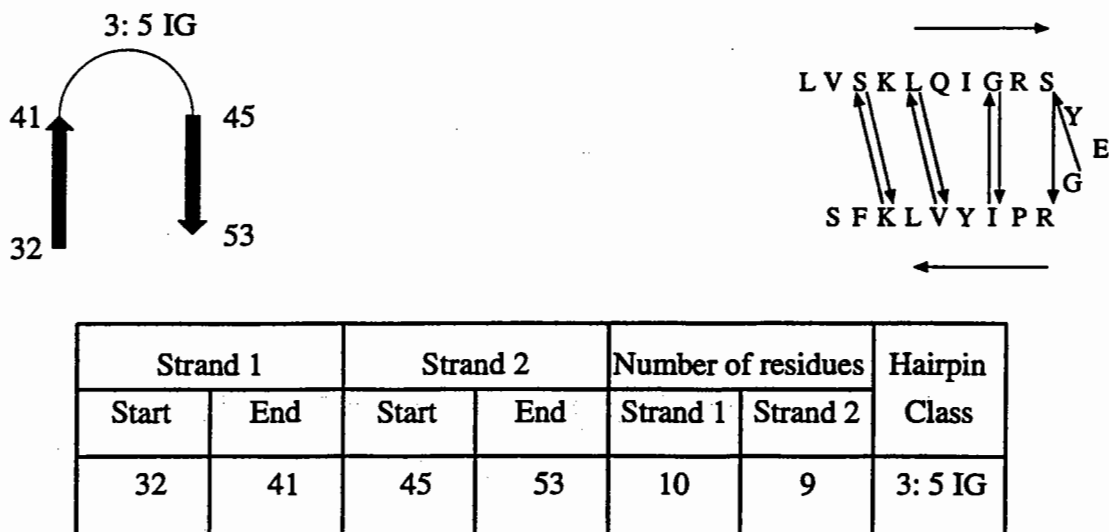 3: 5 IG
41
45
32
53
L V S K L Q I G R S
Y
E
G
S F K L V Y I P R
Strand 1 Strand 2 Number of residues Hairpin Class
Start End Start End Strand 1 Strand 2
32 41 45 53 10 9 3: 5 IG